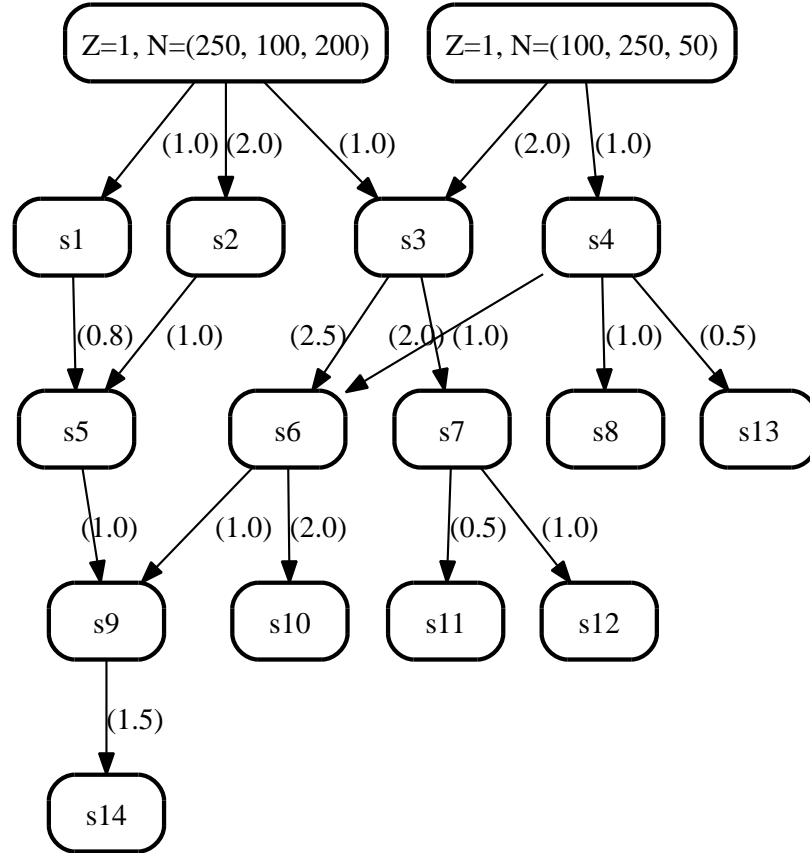 Z=1, N=(250, 100, 200)
Z=1, N=(100, 250, 50)
(1.0)
(2.0)
(1.0)
(2.0)
(1.0)
s1
s2
s3
s4
(0.8)
(1.0)
(2.5)
(2.0)
(1.0)
(1.0)
(0.5)
s5
s6
s7
s8
s13
(1.0)
(1.0)
(2.0)
(0.5)
(1.0)
s9
s10
s11
s12
(1.5)
s14